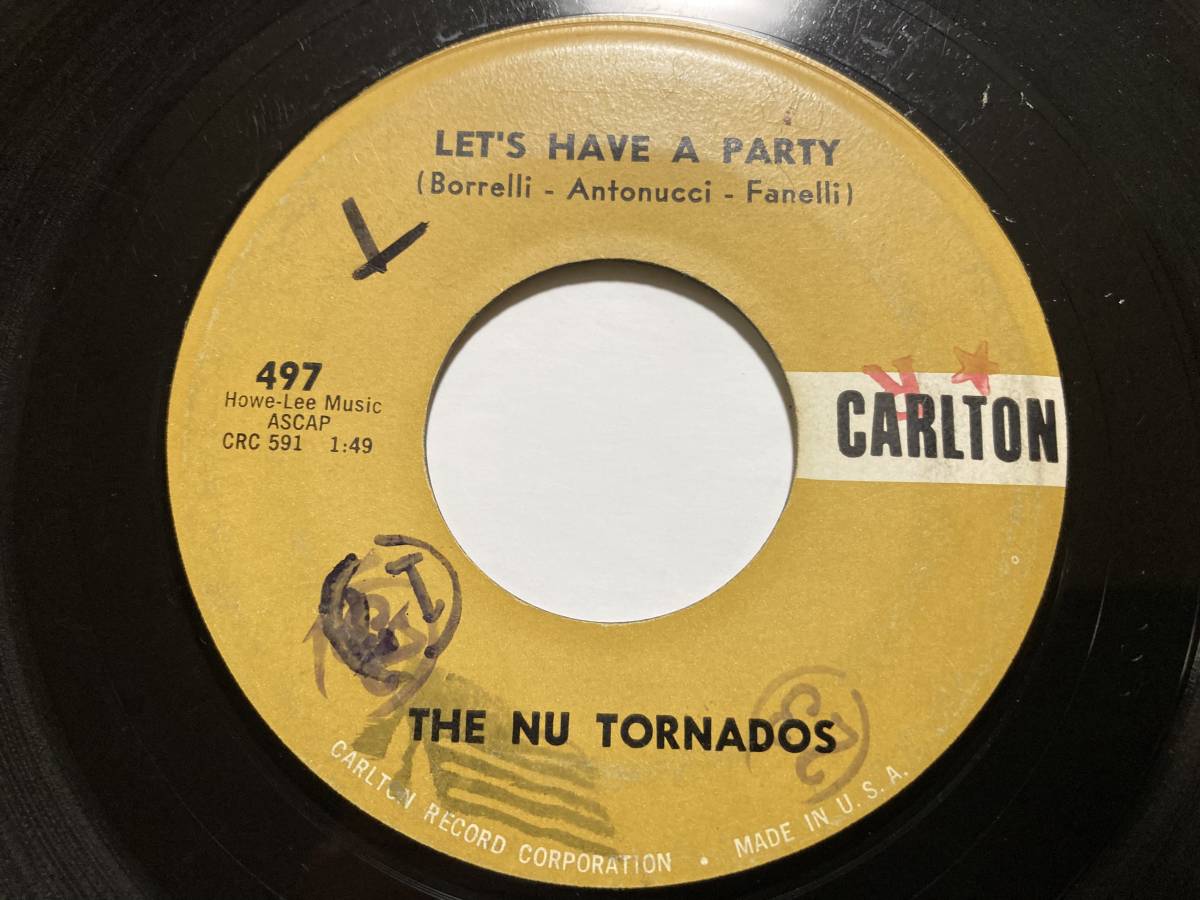 LET'S HAVE A PARTY
(Borrelli - Antonucci - Fanelli)
497
Howe-Lee Music
ASCAP
CRC 591 1:49
CARLTON
THE NU TORNADOS
CARLTON RECORD CORPORATION • MADE IN U. S. A.